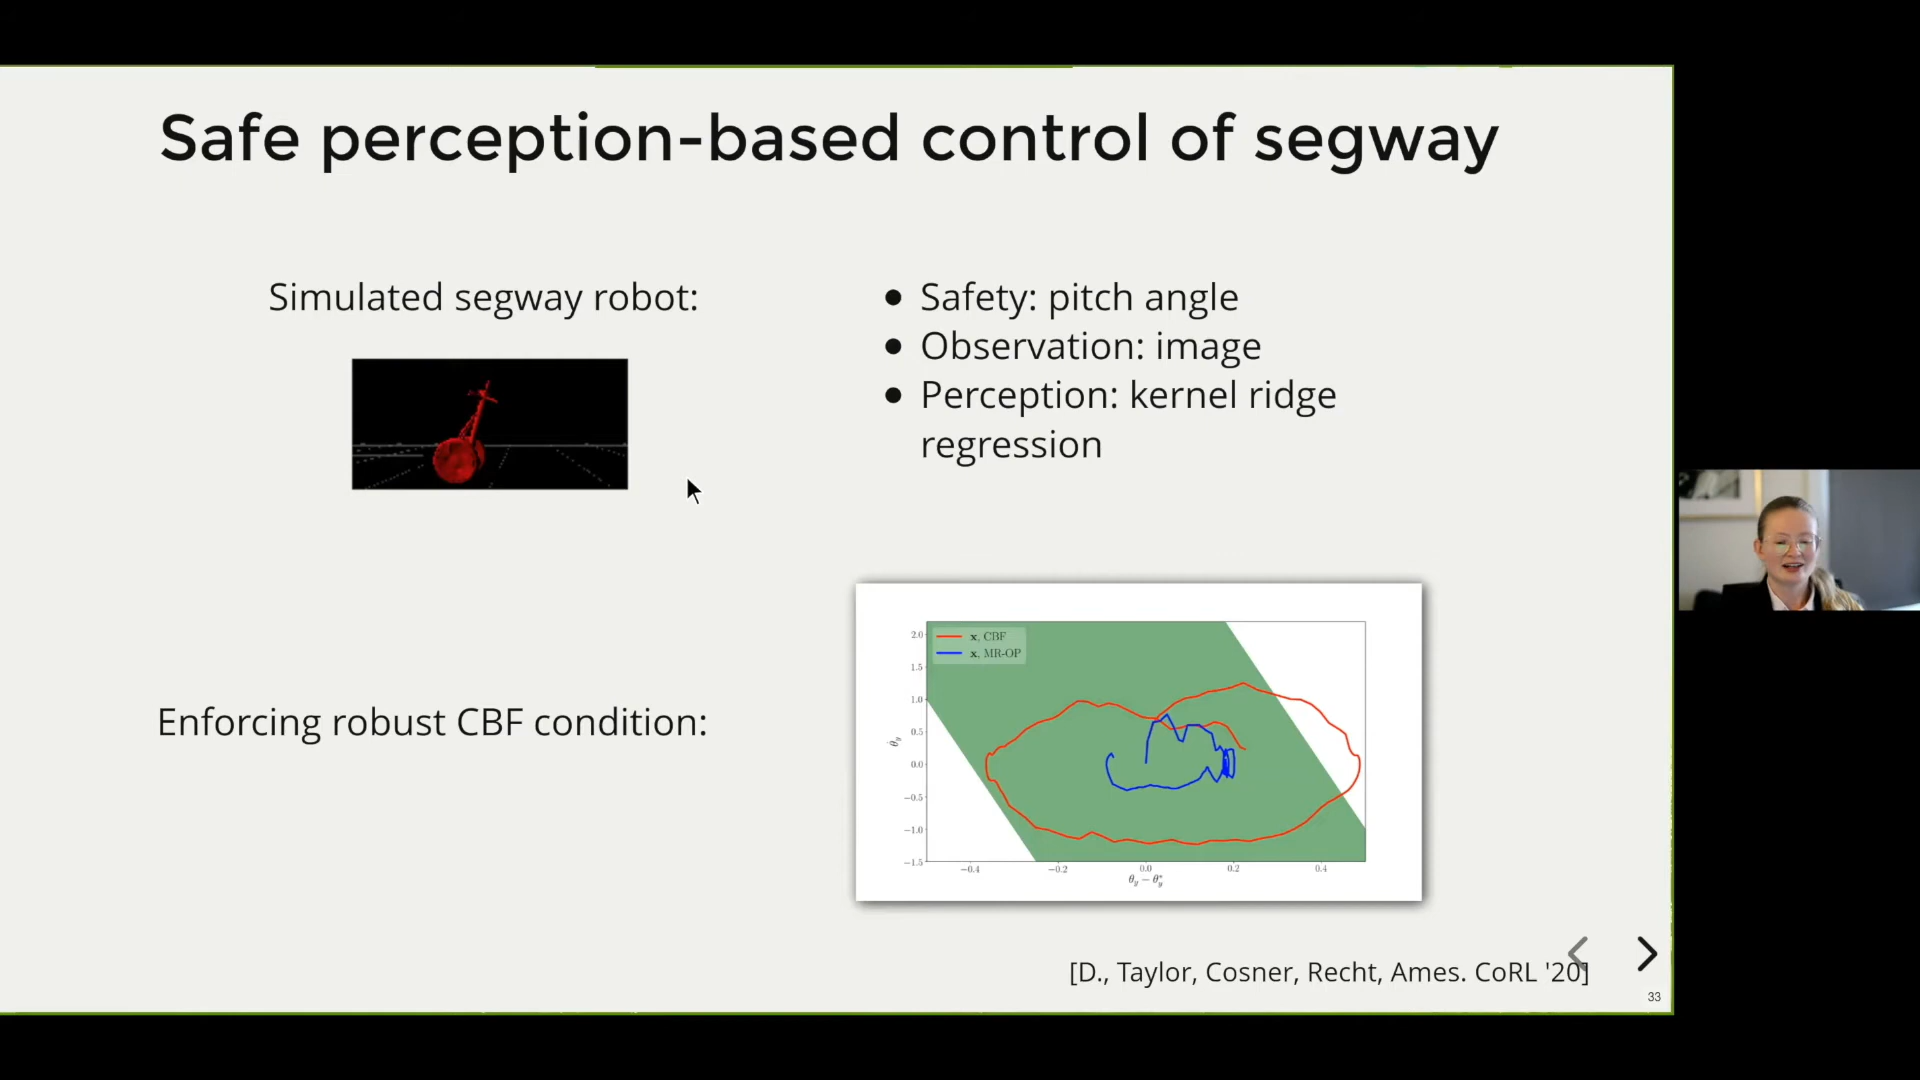 Safe perception-based control of segway
Simulated segway robot:
• Safety: pitch angle
• Observation: image
• Perception: kernel ridge
regression
Enforcing robust CBF condition:
x, CBF
x, MR-OP
2.0
1.5
1.0
0.5
0.0
−0.5
−1.0
−1.5
θ̇y
−0.4 −0.2 0.0 0.2 0.4
θy − θ*y
[D., Taylor, Cosner, Recht, Ames. CoRL '20]
33